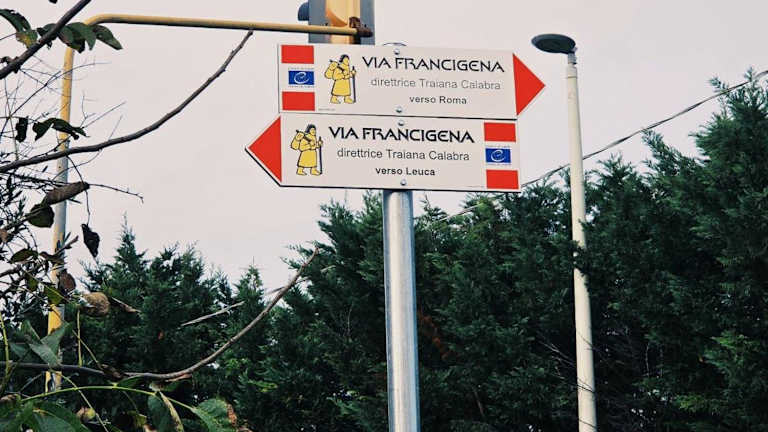 VIA FRANCIGENA
direttrice Traiana Calabra
verso Roma
VIA FRANCIGENA
direttrice Traiana Calabra
verso Leuca